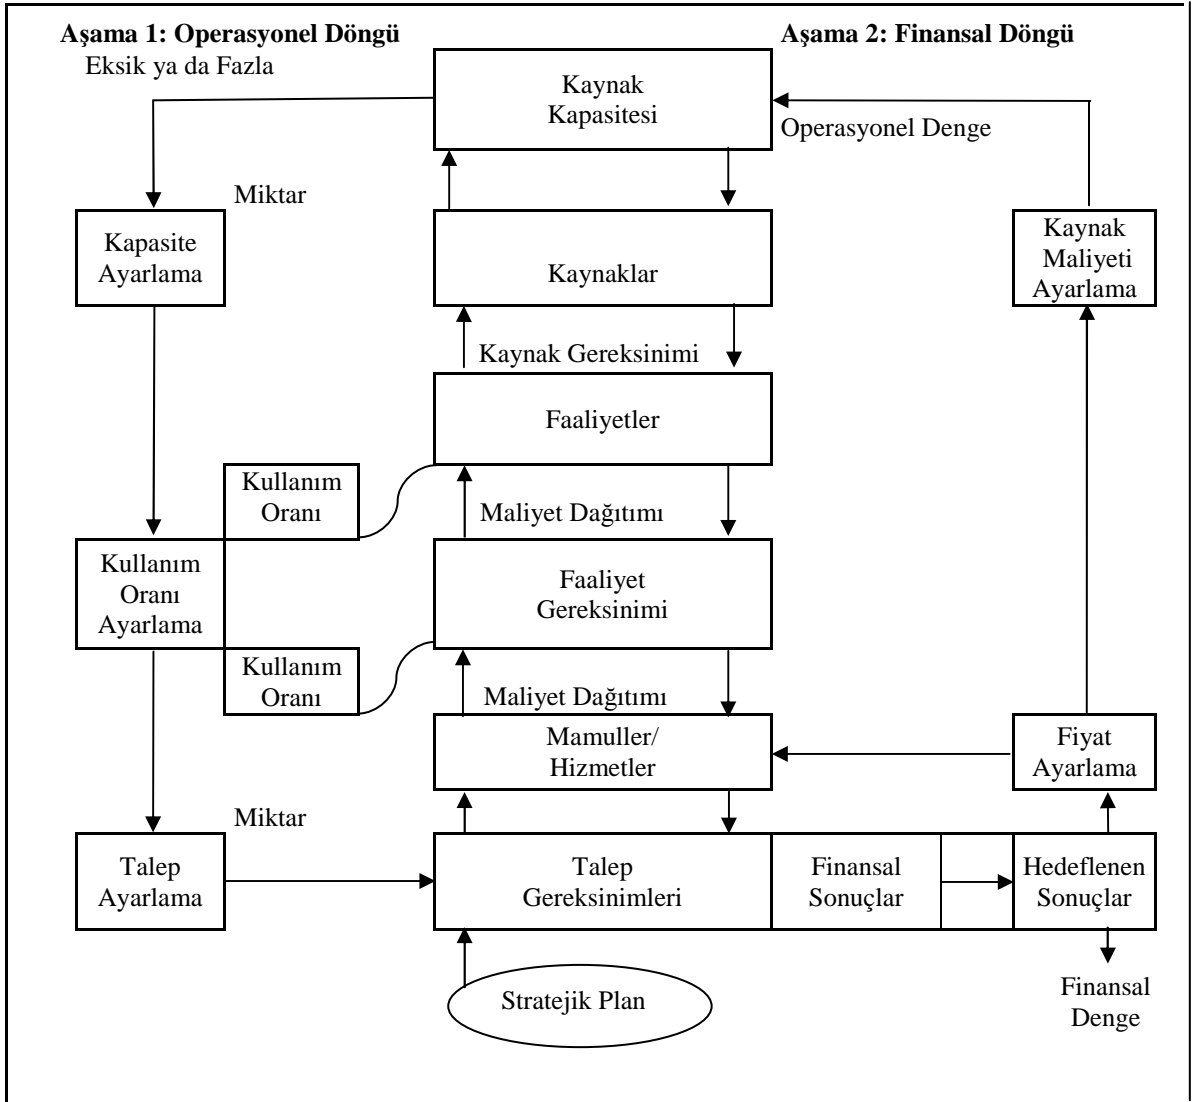 Aşama 1: Operasyonel Döngü
Aşama 2: Finansal Döngü
Eksik ya da Fazla
Kaynak
Kapasitesi
Operasyonel Denge
Miktar
Kapasite
Ayarlama
Kaynaklar
Kaynak
Maliyeti
Ayarlama
Kaynak Gereksinimi
Faaliyetler
Kullanım
Oranı
Maliyet Dağıtımı
Kullanım
Oranı
Ayarlama
Faaliyet
Gereksinimi
Kullanım
Oranı
Maliyet Dağıtımı
Mamuller/
Hizmetler
Fiyat
Ayarlama
Miktar
Talep
Ayarlama
Talep
Gereksinimleri
Finansal
Sonuçlar
Hedeflenen
Sonuçlar
Stratejik Plan
Finansal
Denge